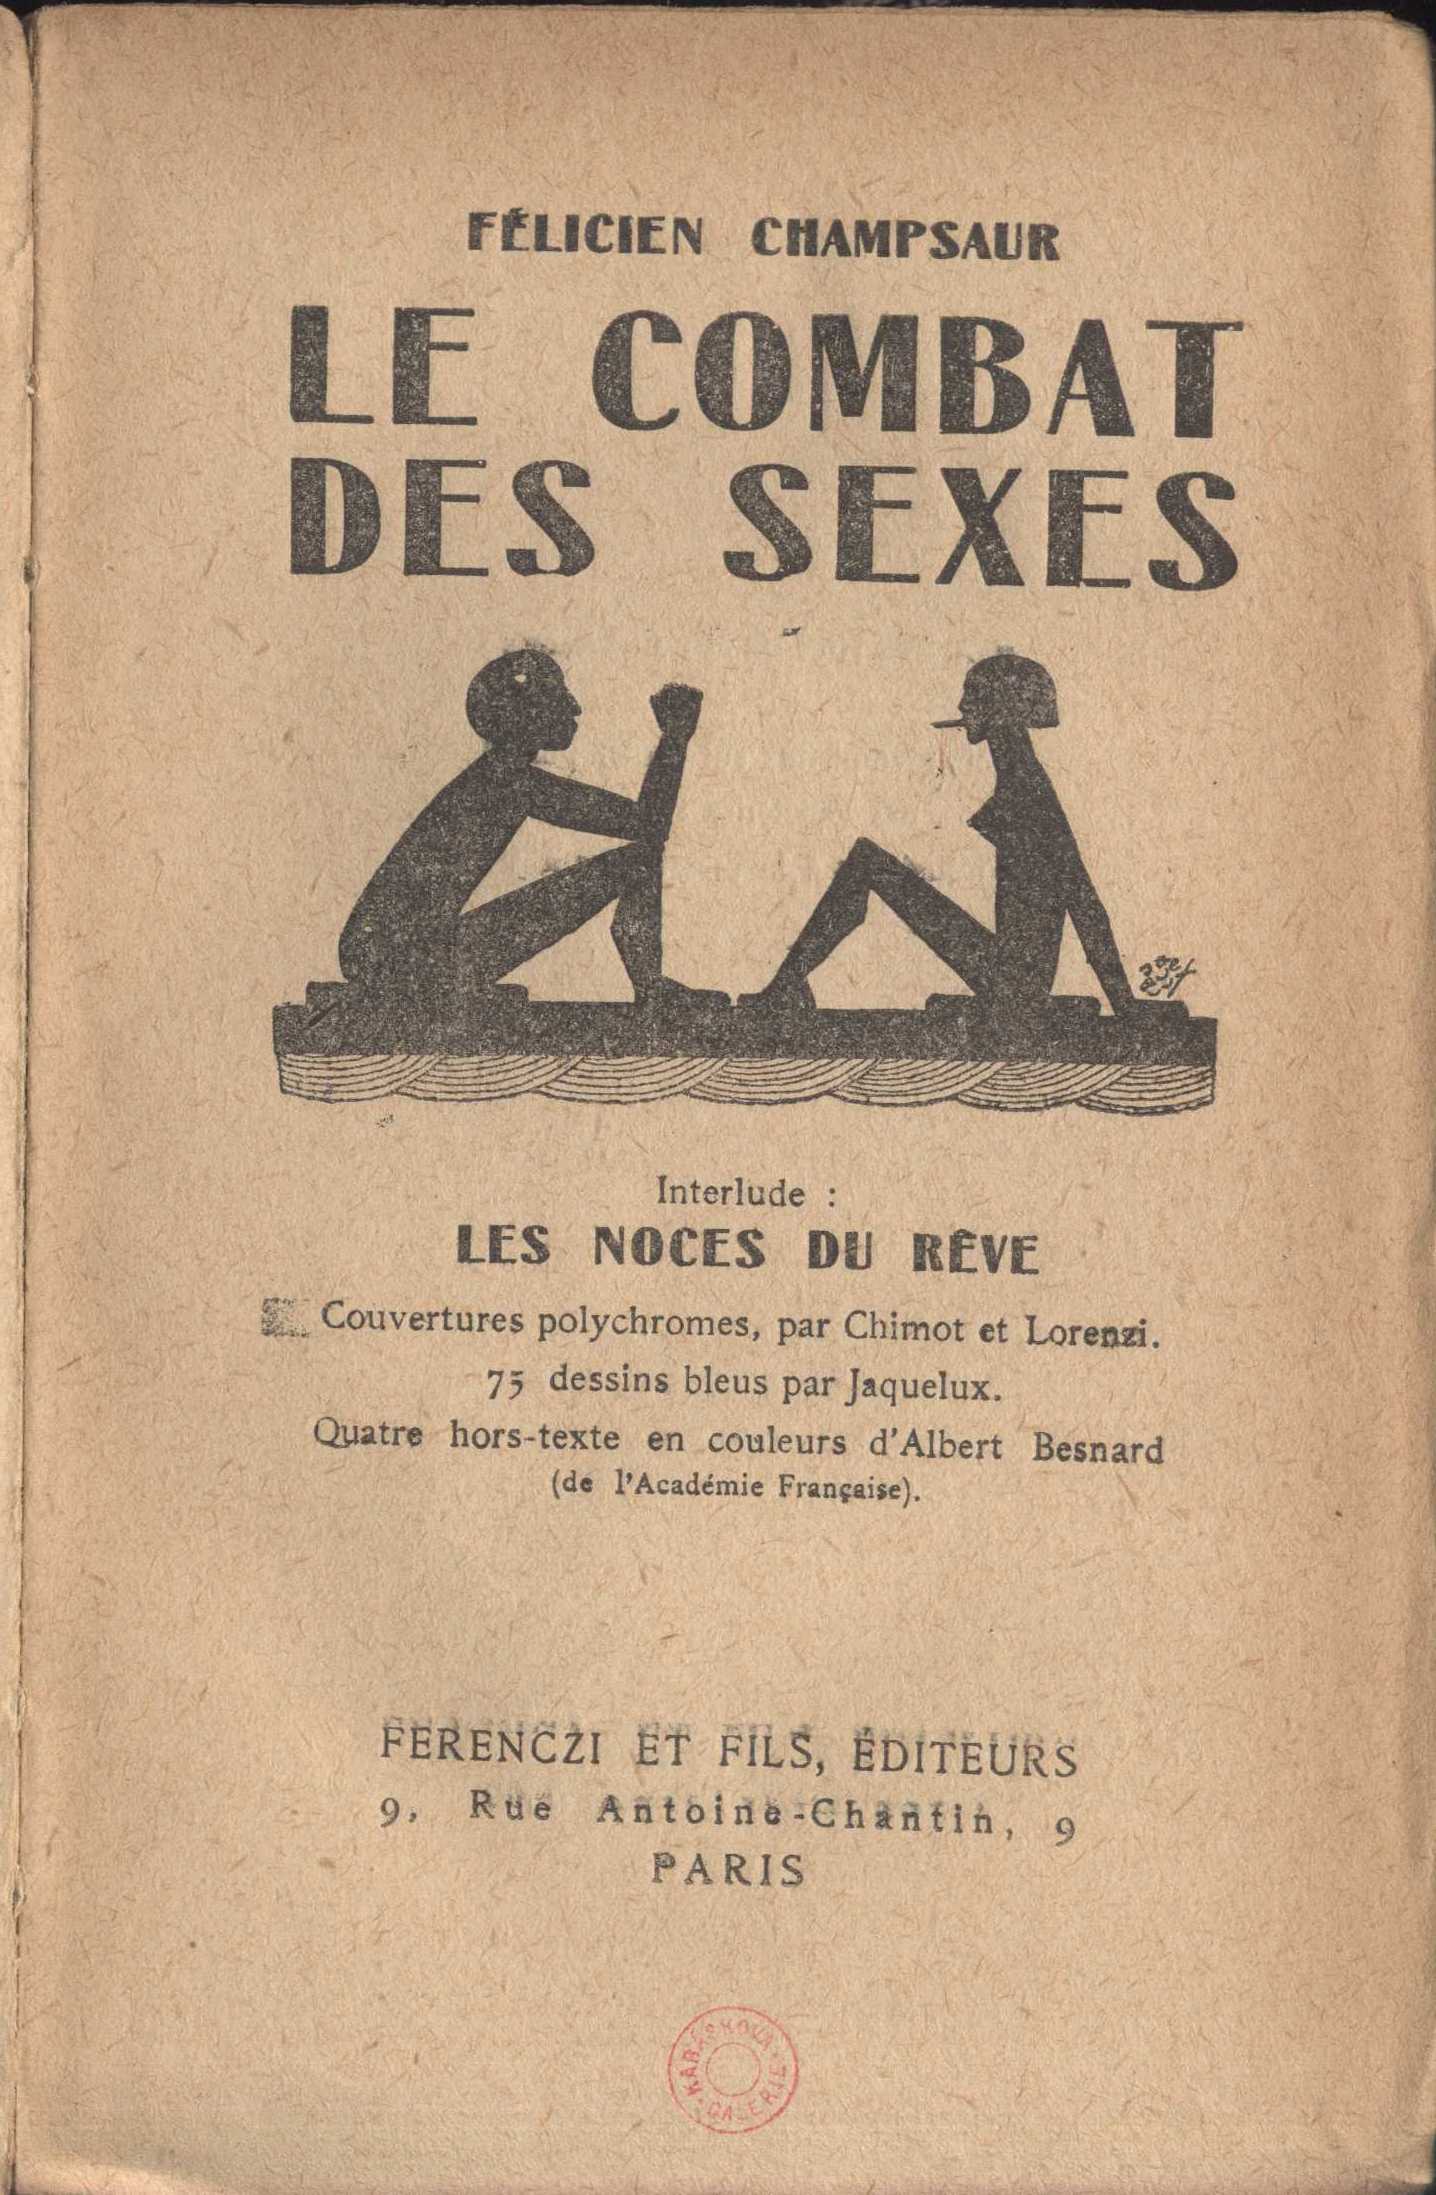 FÉLICIEN CHAMPSAUR
LE COMBAT
DES SEXES
Interlude :
LES NOCES DU RÊVE
Couvertures polychromes, par Chimot et Lorenzi.
75 dessins bleus par Jaquelux.
Quatre hors-texte en couleurs d'Albert Besnard
(de l'Académie Française).
FERENCZI ET FILS, ÉDITEURS
9, Rue Antoine-Chantin, 9
PARIS
KARÁSKOVA GALERIE